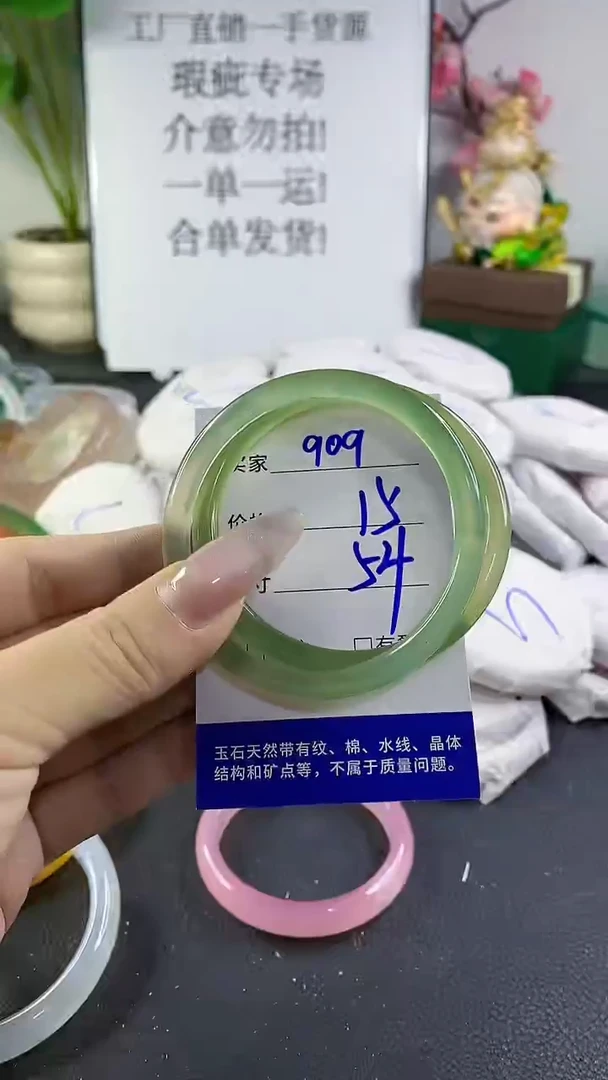 工厂直销一手货源
瑕疵专场
介意勿拍!
一单一运!
合单发货!
家 909
15
寸 54
玉石天然带有纹、棉、水线、晶体
结构和矿点等，不属于质量问题。